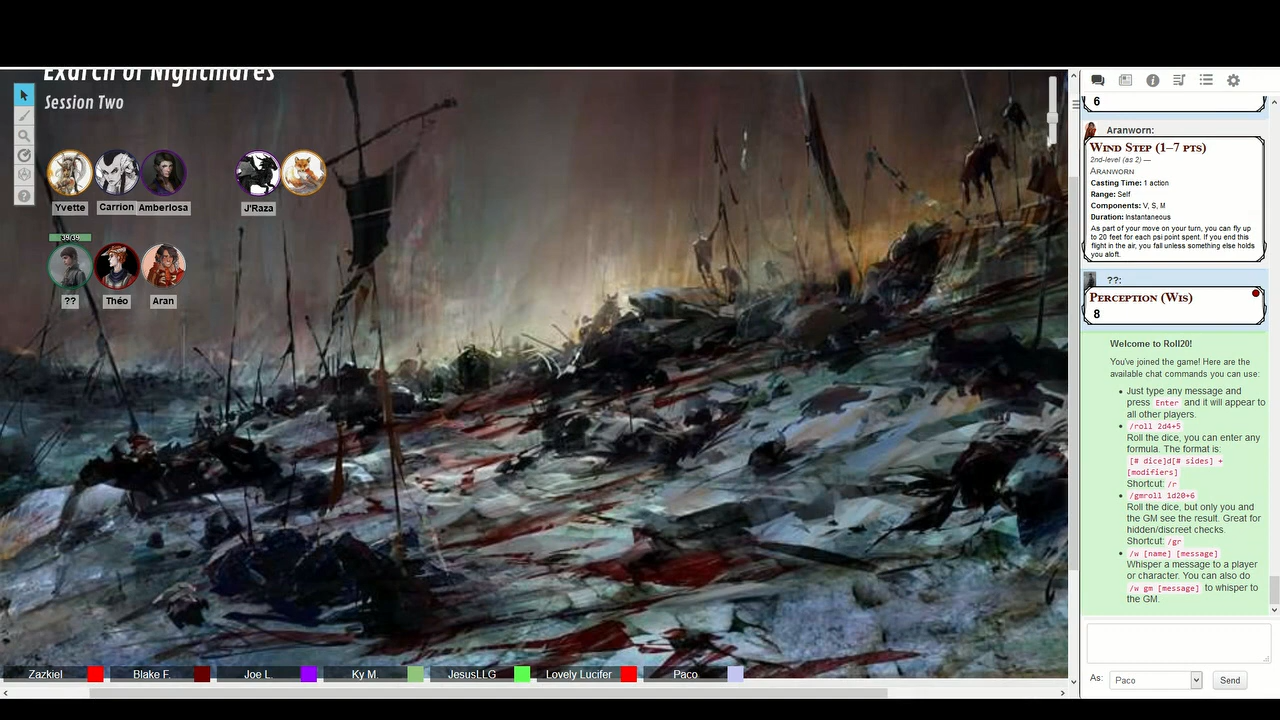 Exarch of Nightmares
Session Two
Yvette
Carrion
Amberlosa
J'Raza
39/39
??
Théo
Aran
Zazkiel
Blake F.
Joe L.
Ky M.
JesusLLG
Lovely Lucifer
Paco
6
Aranworn:
Wind Step (1–7 pts)
2nd-level (as 2) —
Aranworn
Casting Time: 1 action
Range: Self
Components: V, S, M
Duration: Instantaneous
As part of your move on your turn, you can fly up
to 20 feet for each psi point spent. If you end this
flight in the air, you fall unless something else holds
you aloft.
??:
Perception (Wis)
8
Welcome to Roll20!
You've joined the game! Here are the
available chat commands you can use:
• Just type any message and
press Enter and it will appear to
all other players.
• /roll 2d4+5
Roll the dice, you can enter any
formula. The format is:
[# dice]d[# sides] +
[modifiers]
Shortcut: /r
• /gmroll 1d20+6
Roll the dice, but only you and
the GM see the result. Great for
hidden/discreet checks.
Shortcut: /gr
• /w [name] [message]
Whisper a message to a player
or character. You can also do
/w gm [message] to whisper to
the GM.
As:
Paco
Send